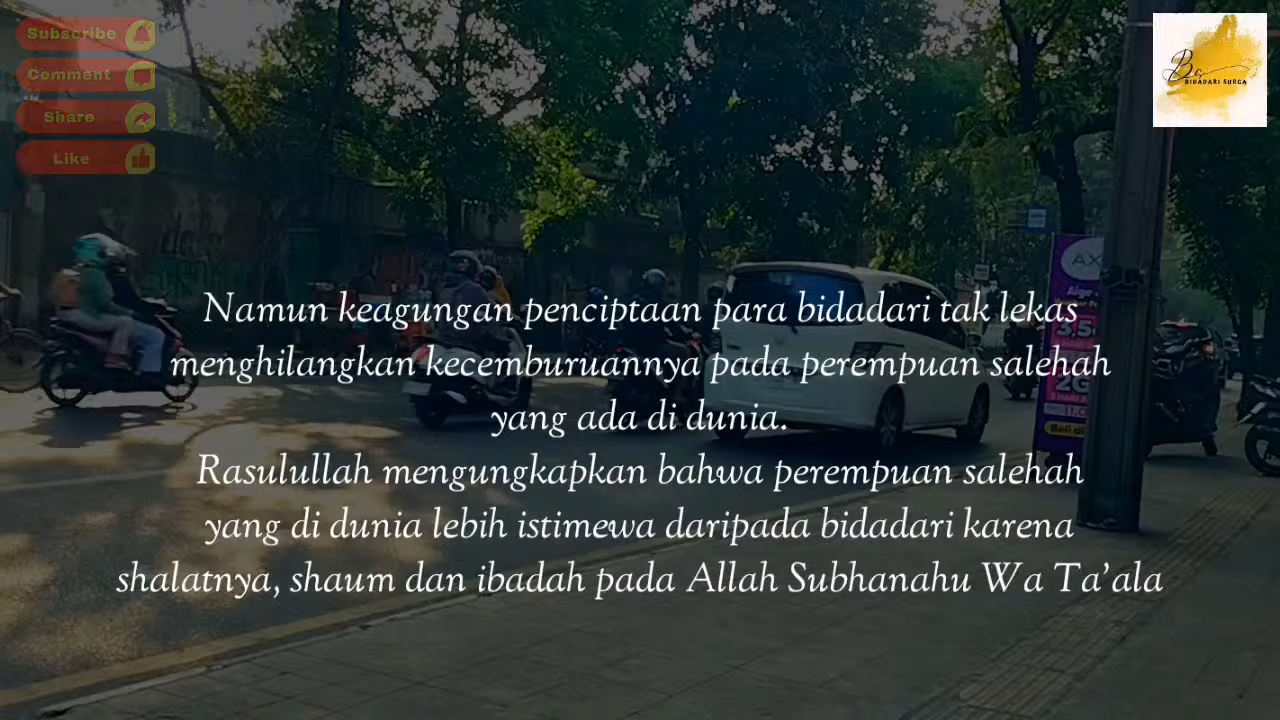 Subscribe
Comment
Share
Like
BIDADARI SURGA
Namun keagungan penciptaan para bidadari tak lekas
menghilangkan kecemburuannya pada perempuan salehah
yang ada di dunia.
Rasulullah mengungkapkan bahwa perempuan salehah
yang di dunia lebih istimewa daripada bidadari karena
shalatnya, shaum dan ibadah pada Allah Subhanahu Wa Ta'ala
AX